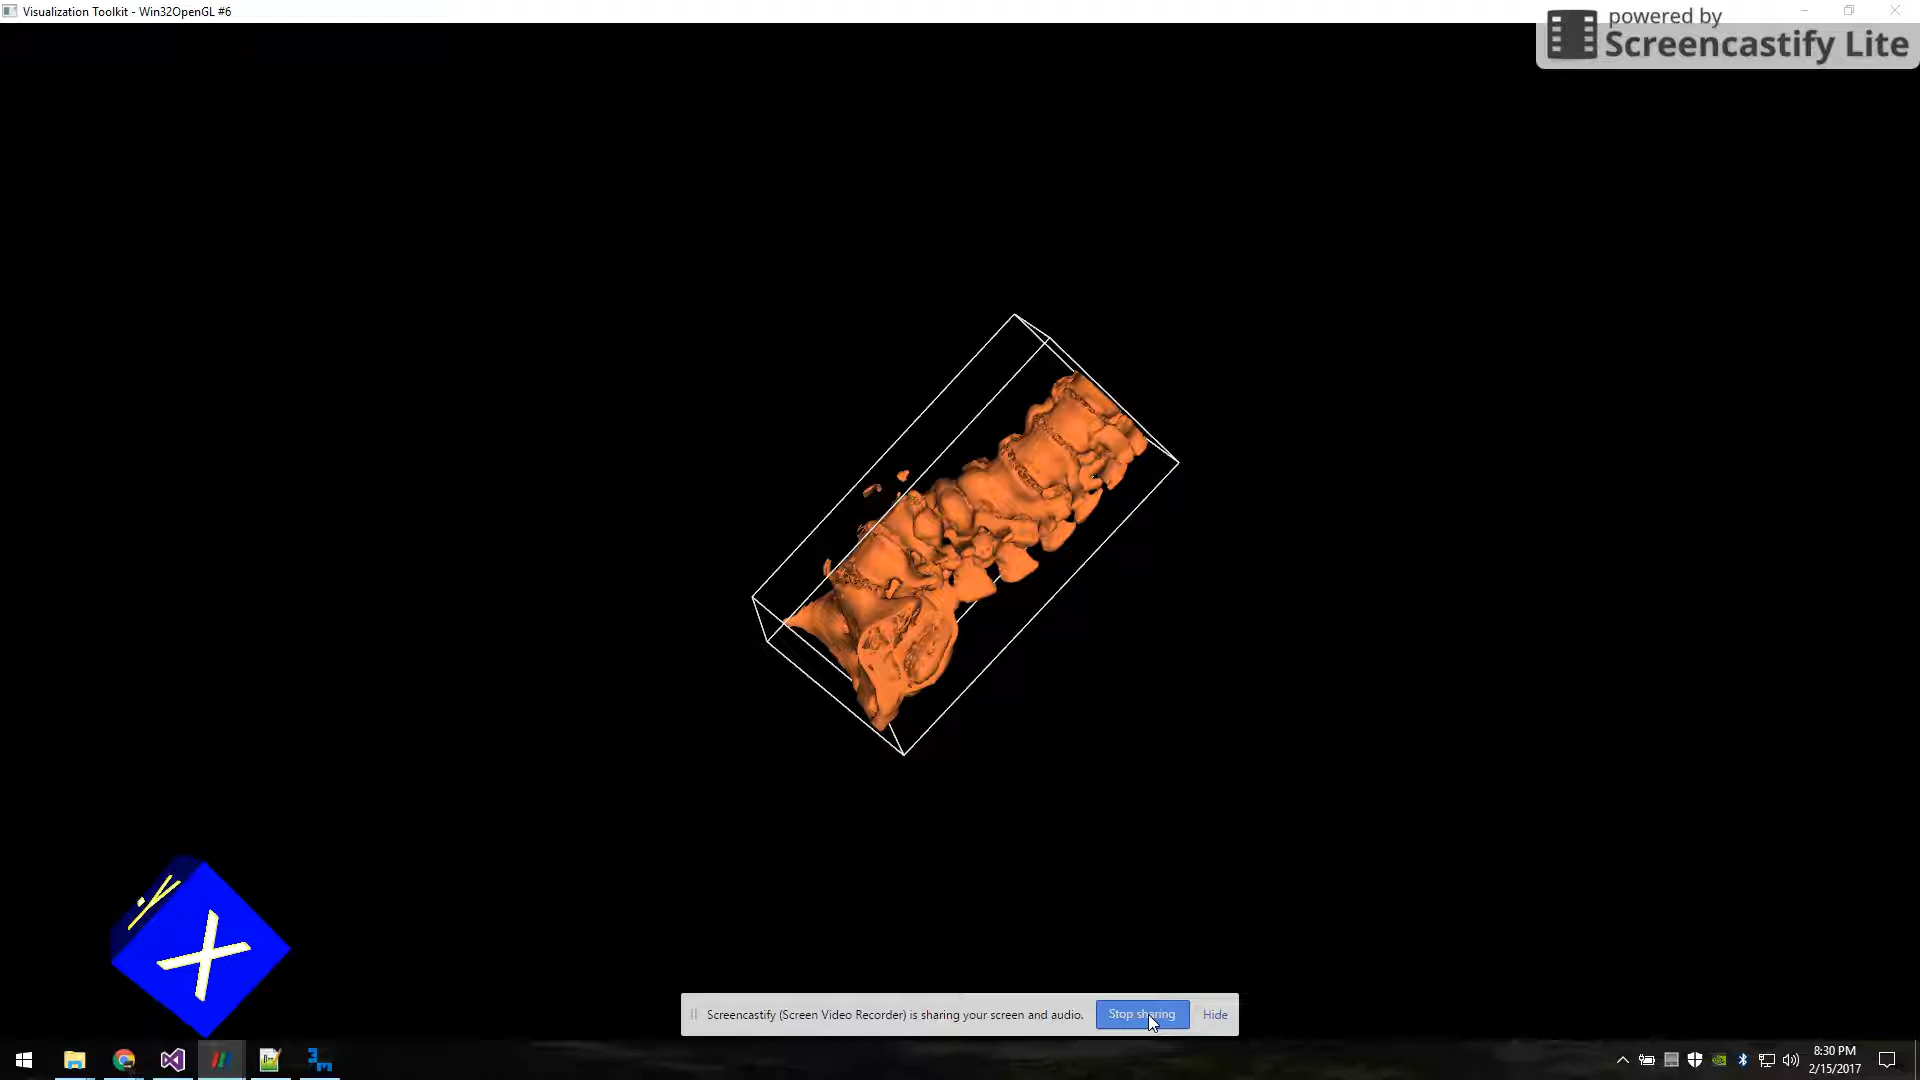 Visualization Toolkit - Win32OpenGL #6
powered by
Screencastify Lite
X
Screencastify (Screen Video Recorder) is sharing your screen and audio.
Stop sharing
Hide
8:30 PM
2/15/2017